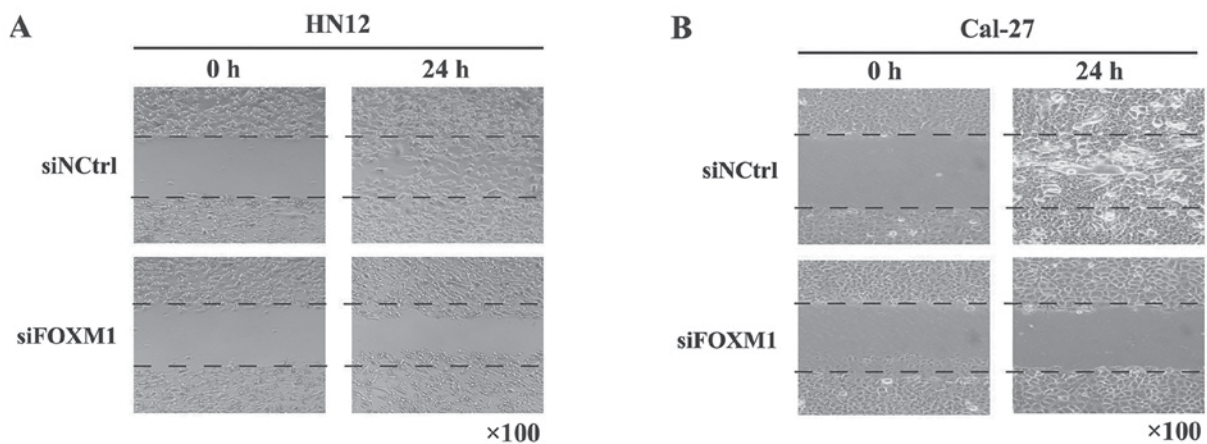 A
HN12
0 h 24 h
siNCtrl
siFOXM1
×100
B
Cal-27
0 h 24 h
siNCtrl
siFOXM1
×100